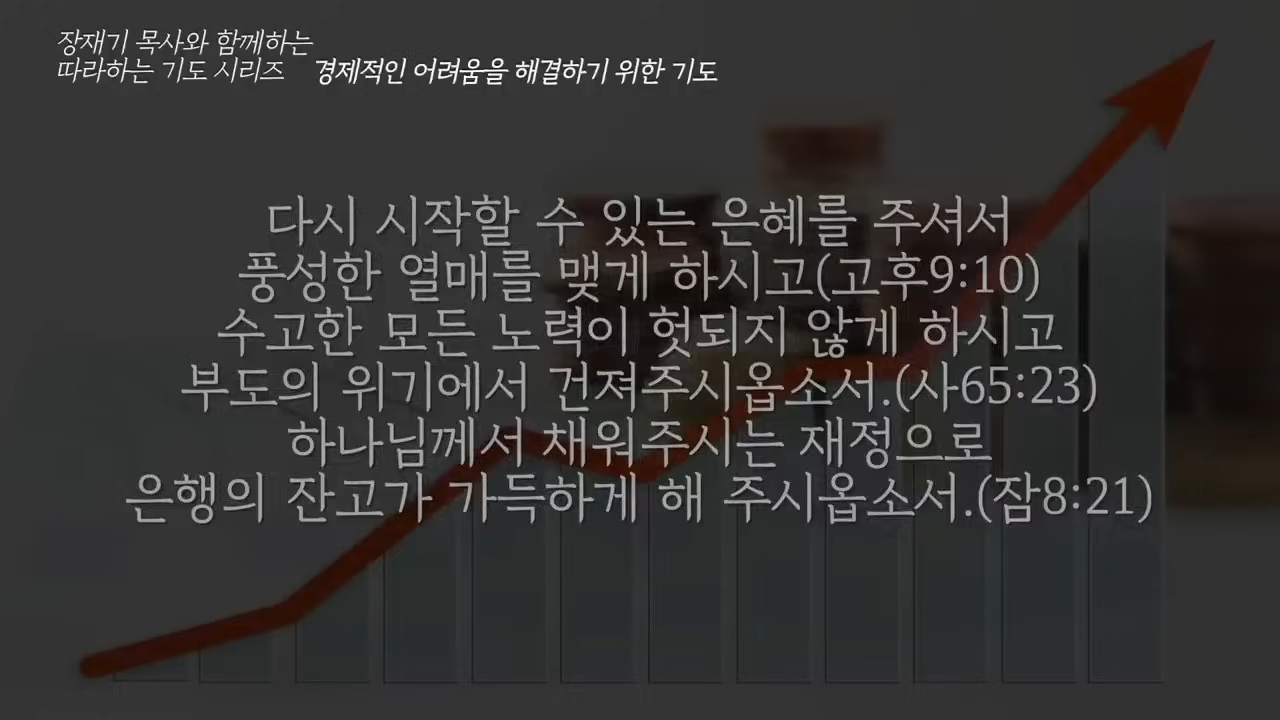 장재기 목사와 함께하는
따라하는 기도 시리즈 경제적인 어려움을 해결하기 위한 기도
다시 시작할 수 있는 은혜를 주셔서
풍성한 열매를 맺게 하시고(고후9:10)
수고한 모든 노력이 헛되지 않게 하시고
부도의 위기에서 건져주시옵소서.(사65:23)
하나님께서 채워주시는 재정으로
은행의 잔고가 가득하게 해 주시옵소서.(잠8:21)